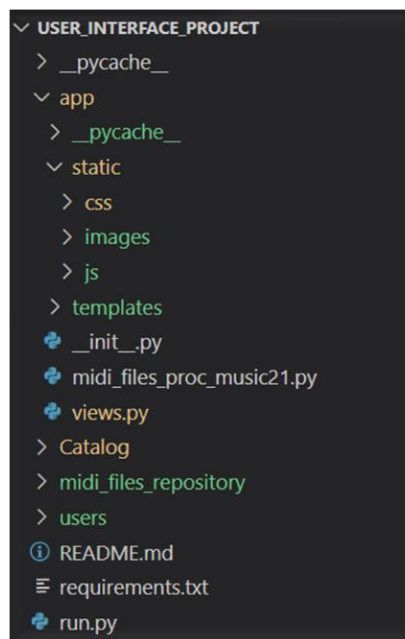 USER_INTERFACE_PROJECT
__pycache__
app
__pycache__
static
css
images
js
templates
__init__.py
midi_files_proc_music21.py
views.py
Catalog
midi_files_repository
users
README.md
requirements.txt
run.py